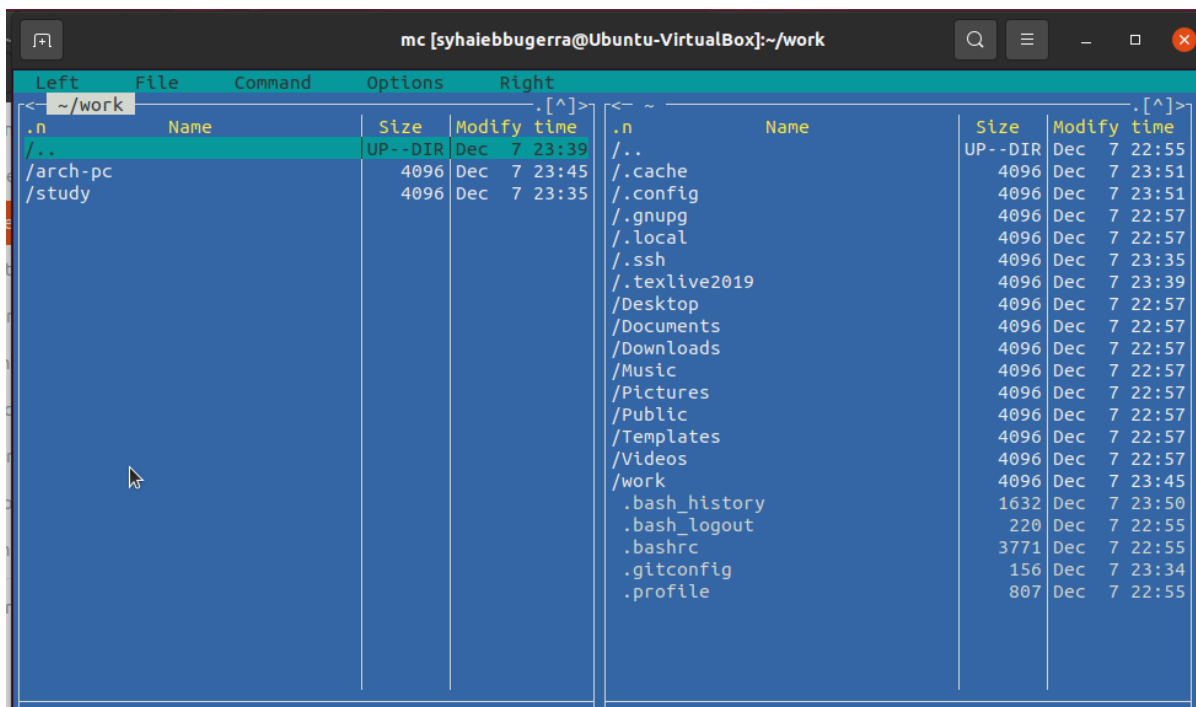 mc [syhaiebbugerra@Ubuntu-VirtualBox]:~/work
Left File Command Options Right
<─ ~/work .[^]>
.n Name Size Modify time
/.. UP--DIR Dec 7 23:39
/arch-pc 4096 Dec 7 23:45
/study 4096 Dec 7 23:35
<─ ~ .[^]>
.n Name Size Modify time
/.. UP--DIR Dec 7 22:55
/.cache 4096 Dec 7 23:51
/.config 4096 Dec 7 23:51
/.gnupg 4096 Dec 7 22:57
/.local 4096 Dec 7 22:57
/.ssh 4096 Dec 7 23:35
/.texlive2019 4096 Dec 7 23:39
/Desktop 4096 Dec 7 22:57
/Documents 4096 Dec 7 22:57
/Downloads 4096 Dec 7 22:57
/Music 4096 Dec 7 22:57
/Pictures 4096 Dec 7 22:57
/Public 4096 Dec 7 22:57
/Templates 4096 Dec 7 22:57
/Videos 4096 Dec 7 22:57
/work 4096 Dec 7 23:45
.bash_history 1632 Dec 7 23:50
.bash_logout 220 Dec 7 22:55
.bashrc 3771 Dec 7 22:55
.gitconfig 156 Dec 7 23:34
.profile 807 Dec 7 22:55